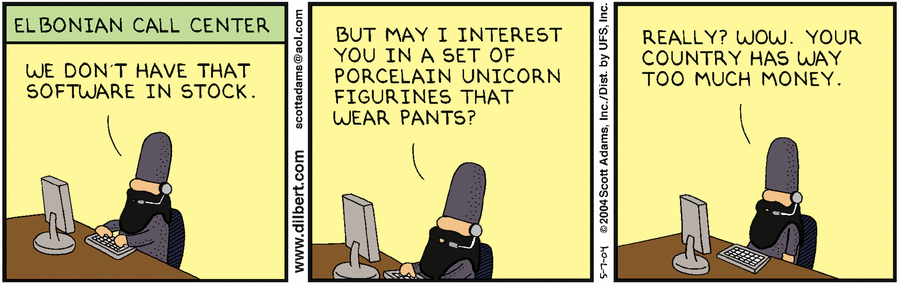 ELBONIAN CALL CENTER
WE DON'T HAVE THAT
SOFTWARE IN STOCK.
www.dilbert.com
scottadams@aol.com
BUT MAY I INTEREST
YOU IN A SET OF
PORCELAIN UNICORN
FIGURINES THAT
WEAR PANTS?
5-7-04
©2004 Scott Adams, Inc./Dist. by UFS, Inc.
REALLY? WOW. YOUR
COUNTRY HAS WAY
TOO MUCH MONEY.